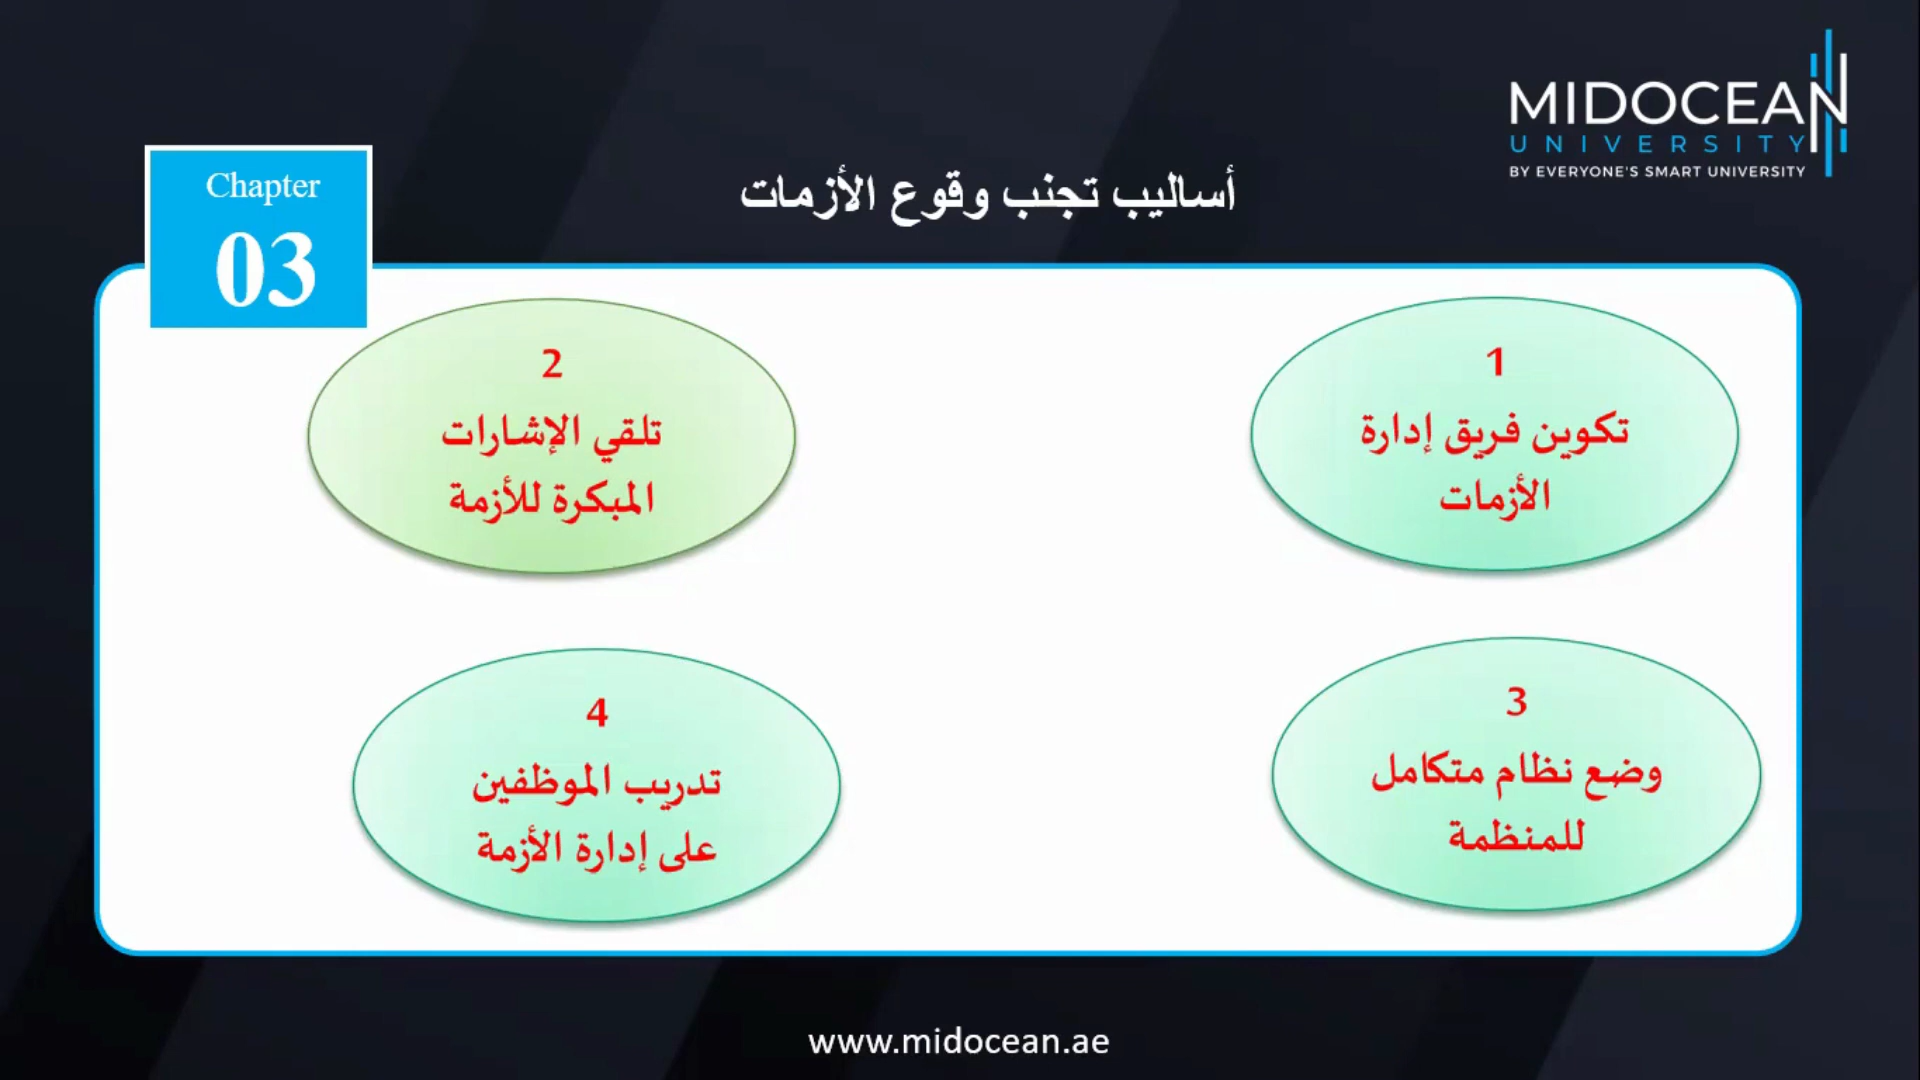 MIDOCEAN
UNIVERSITY
BY EVERYONE'S SMART UNIVERSITY
Chapter
03
أساليب تجنب وقوع الأزمات
1
تكوين فريق إدارة
الأزمات
2
تلقي الإشارات
المبكرة للأزمة
3
وضع نظام متكامل
للمنظمة
4
تدريب الموظفين
على إدارة الأزمة
www.midocean.ae